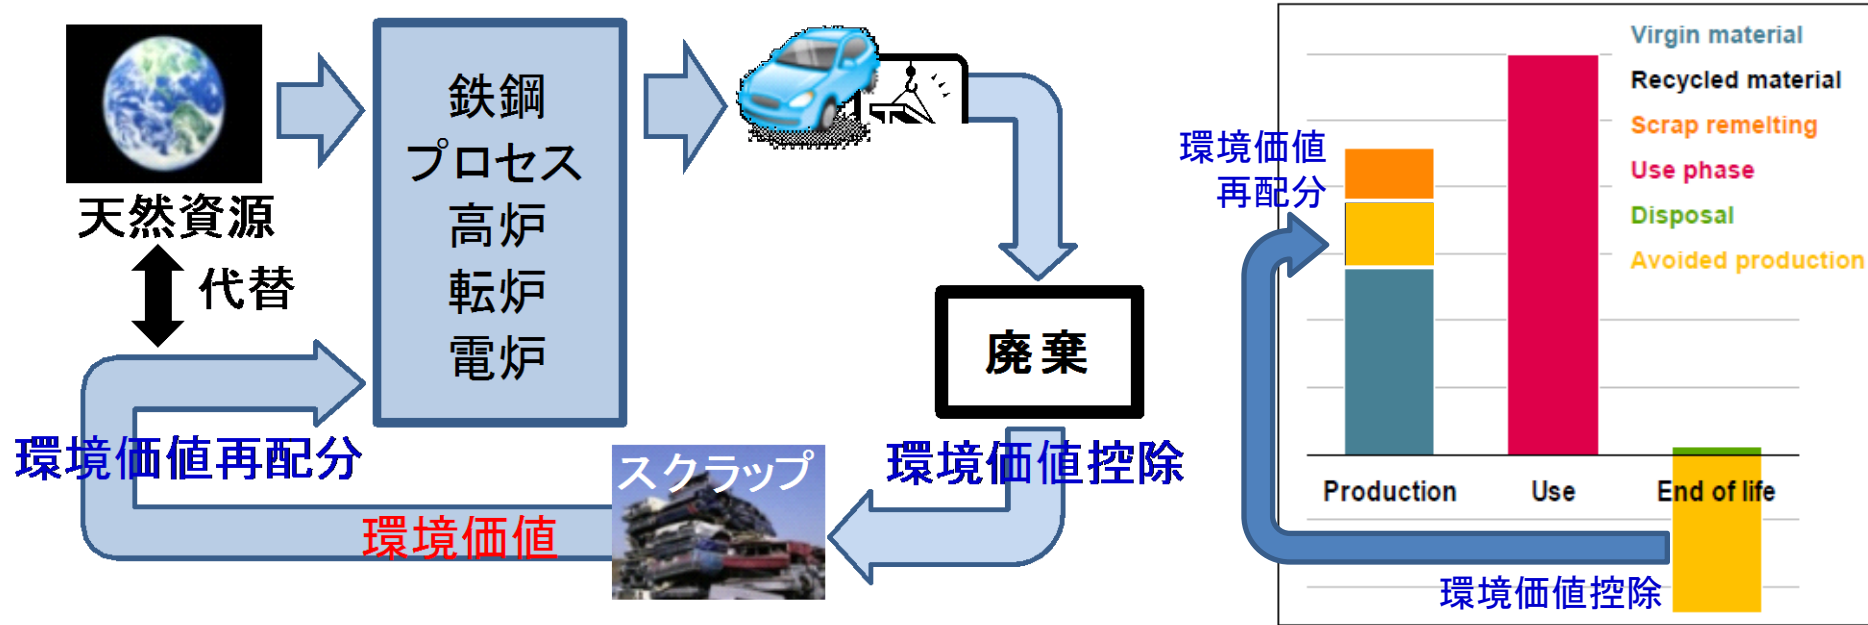 天然資源
代替
鉄鋼
プロセス
高炉
転炉
電炉
廃棄
環境価値再配分
環境価値
スクラップ
環境価値控除
Virgin material
Recycled material
Scrap remelting
Use phase
Disposal
Avoided production
環境価値
再配分
Production
Use
End of life
環境価値控除